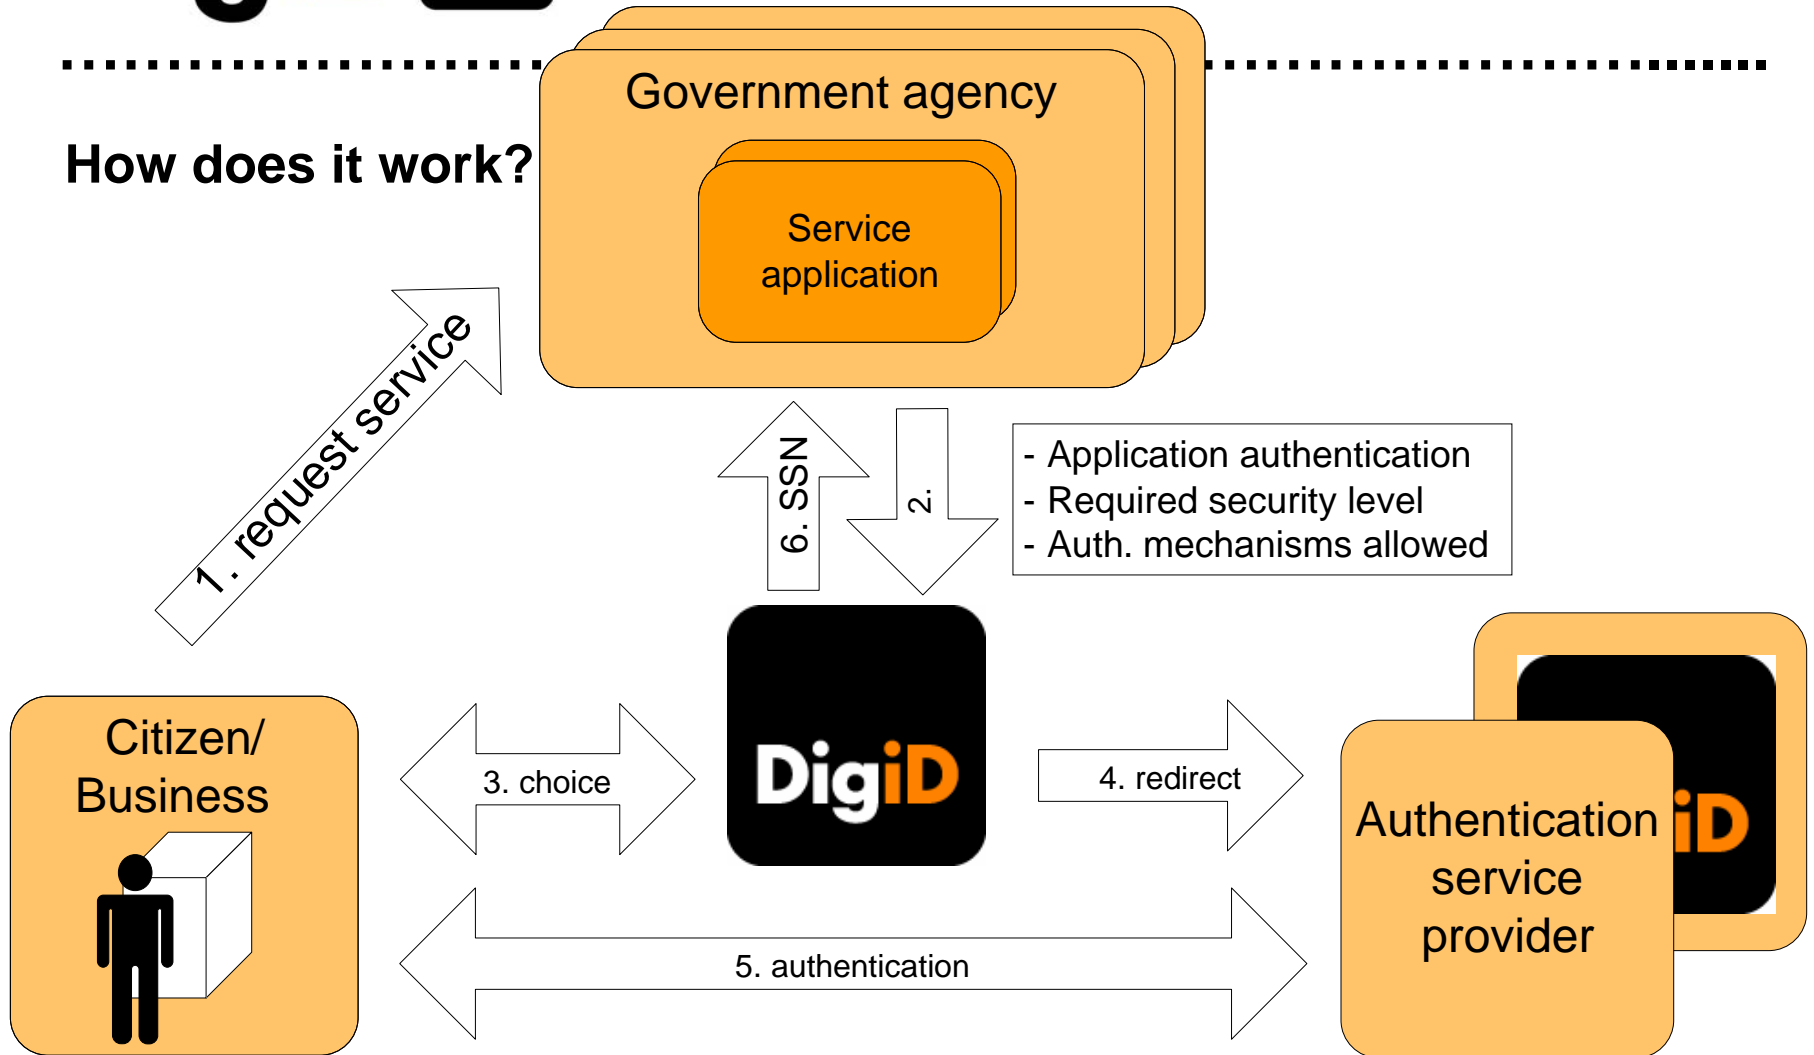 Government agency
How does it work?
Service
application
1. request service
6. SSN
2.
- Application authentication
- Required security level
- Auth. mechanisms allowed
Citizen/
Business
3. choice
DigiD
4. redirect
Authentication
service
provider
iD
5. authentication